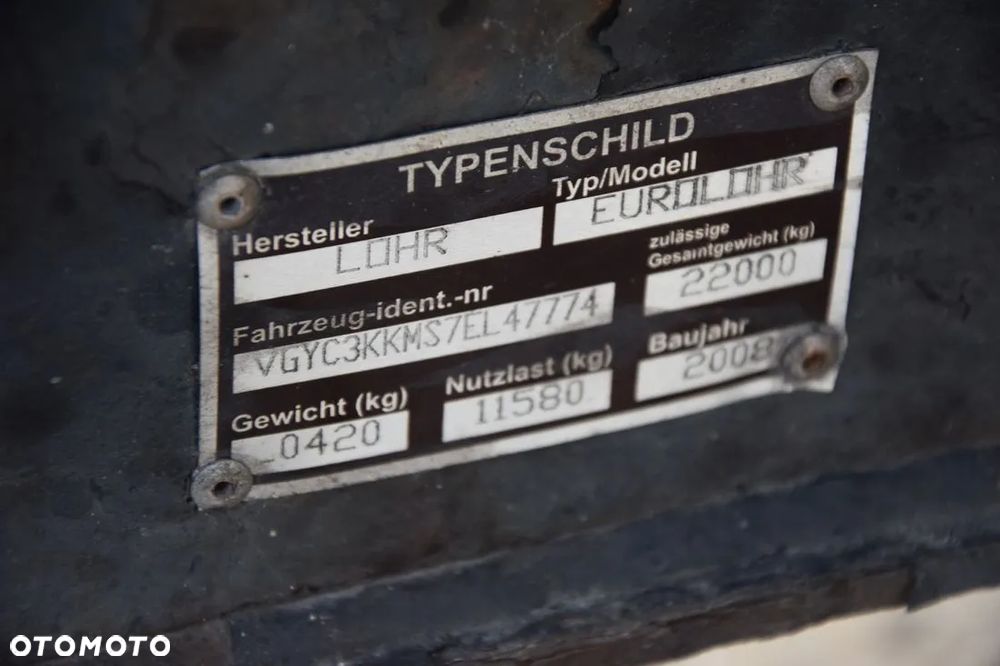 TYPENSCHILD
Hersteller
LOHR
Typ/Modell
EUROLOHR
Fahrzeug-ident.-nr
VGYC3KKMS7EL47774
zulässige
Gesamtgewicht (kg)
22000
Gewicht (kg)
0420
Nutzlast (kg)
11580
Baujahr
2008
OTOMOTO